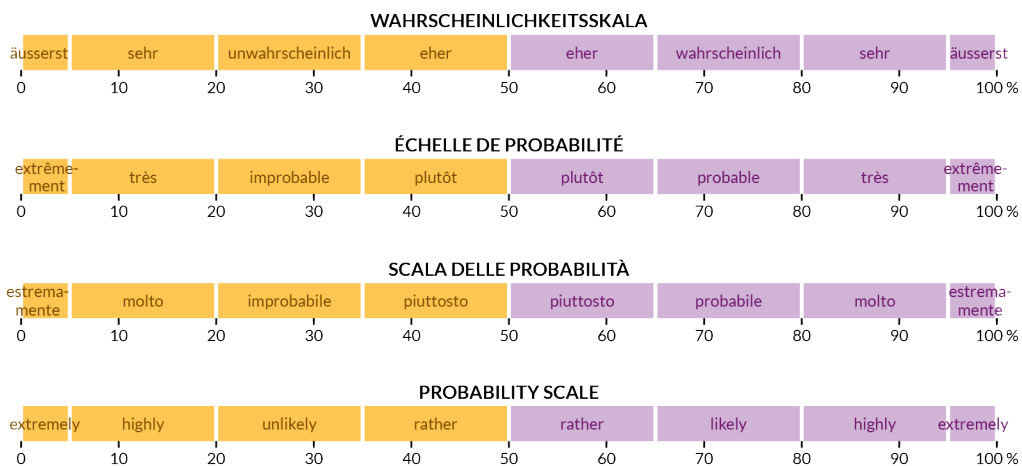 WAHRSCHEINLICHKEITSSKALA
äusserst sehr unwahrscheinlich eher eher wahrscheinlich sehr äusserst
0 10 20 30 40 50 60 70 80 90 100 %
ÉCHELLE DE PROBABILITÉ
extrême-
ment très improbable plutôt plutôt probable très extrême-
ment
0 10 20 30 40 50 60 70 80 90 100 %
SCALA DELLE PROBABILITÀ
estrema-
mente molto improbabile piuttosto piuttosto probabile molto estrema-
mente
0 10 20 30 40 50 60 70 80 90 100 %
PROBABILITY SCALE
extremely highly unlikely rather rather likely highly extremely
0 10 20 30 40 50 60 70 80 90 100 %